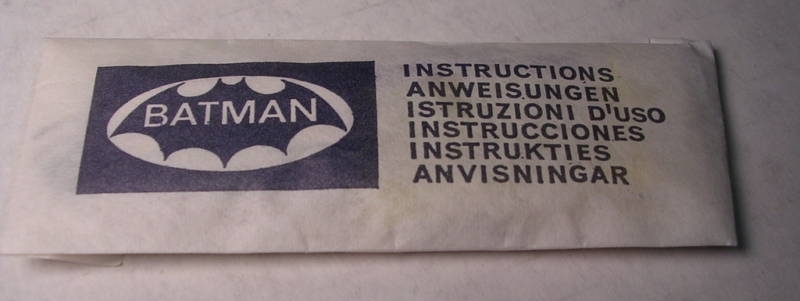 BATMAN
INSTRUCTIONS
ANWEISUNGEN
ISTRUZIONI D'USO
INSTRUCCIONES
INSTRUKTIES
ANVISNINGAR